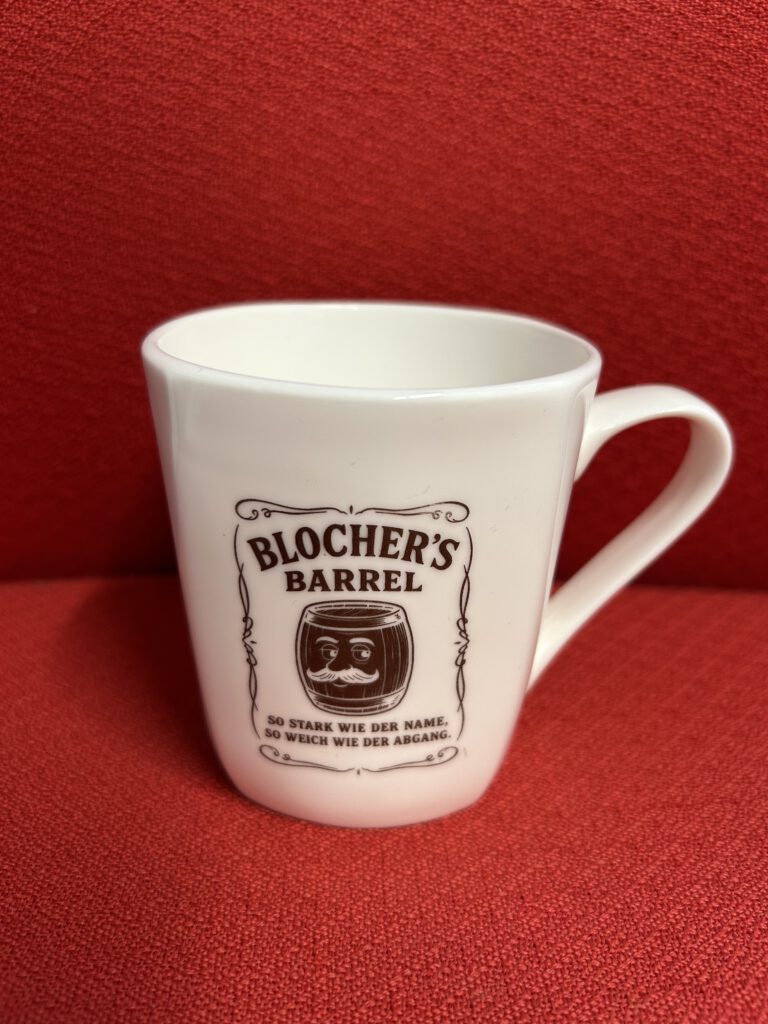 BLOCHER'S
BARREL
SO STARK WIE DER NAME,
SO WEICH WIE DER ABGANG.